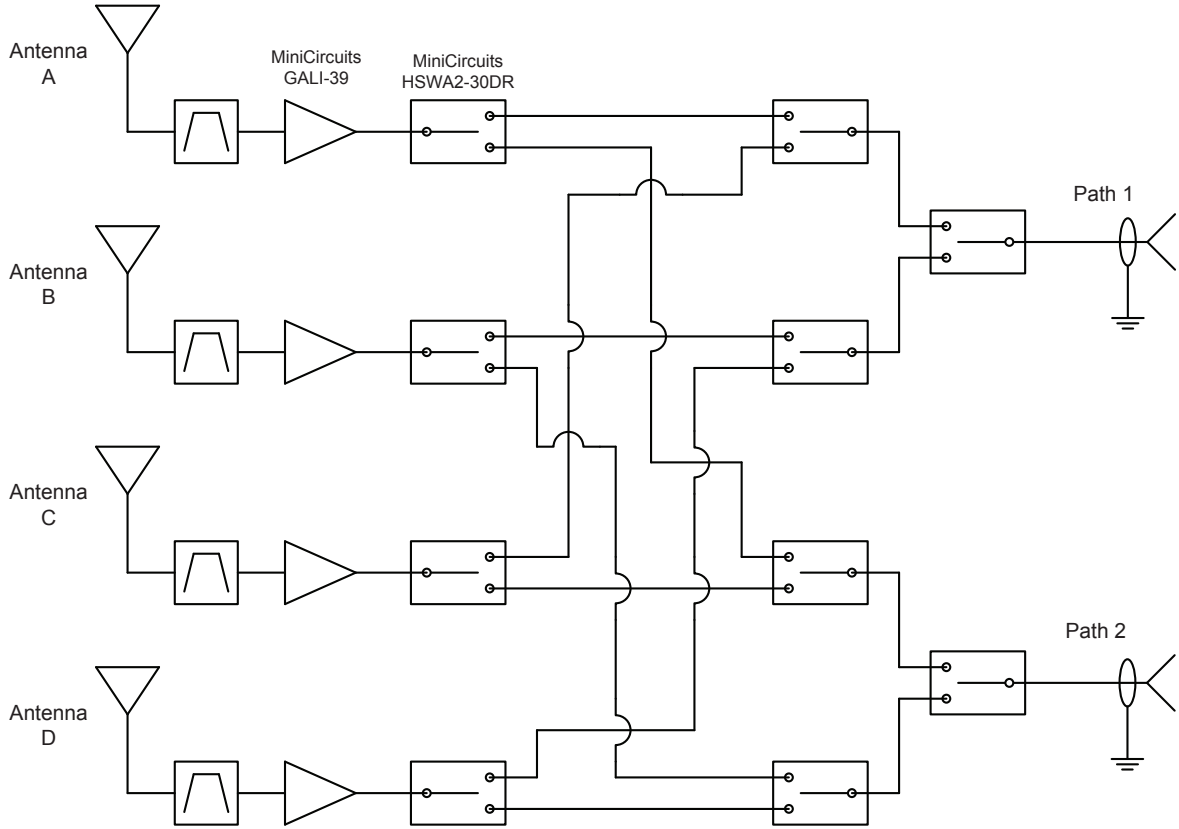 Antenna
A
MiniCircuits
GALI-39
MiniCircuits
HSWA2-30DR
Path 1
Antenna
B
Antenna
C
Path 2
Antenna
D